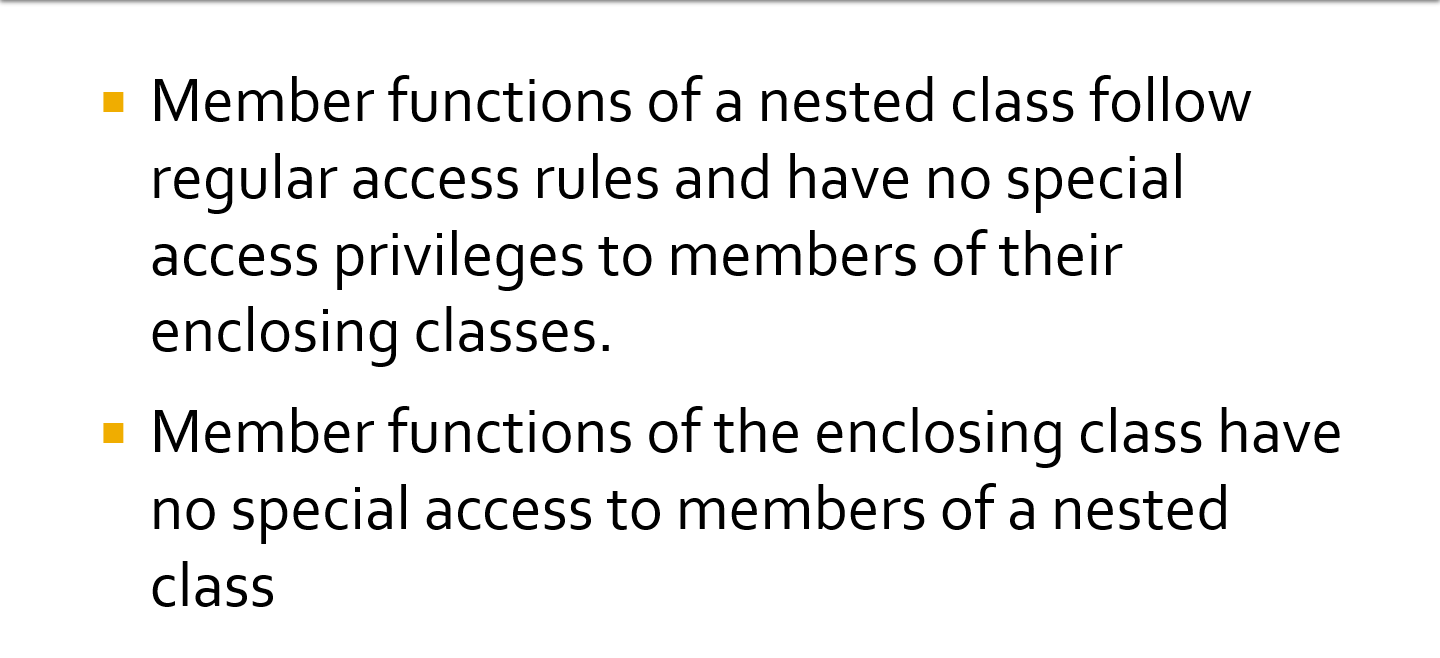 Member functions of a nested class follow
regular access rules and have no special
access privileges to members of their
enclosing classes.
Member functions of the enclosing class have
no special access to members of a nested
class